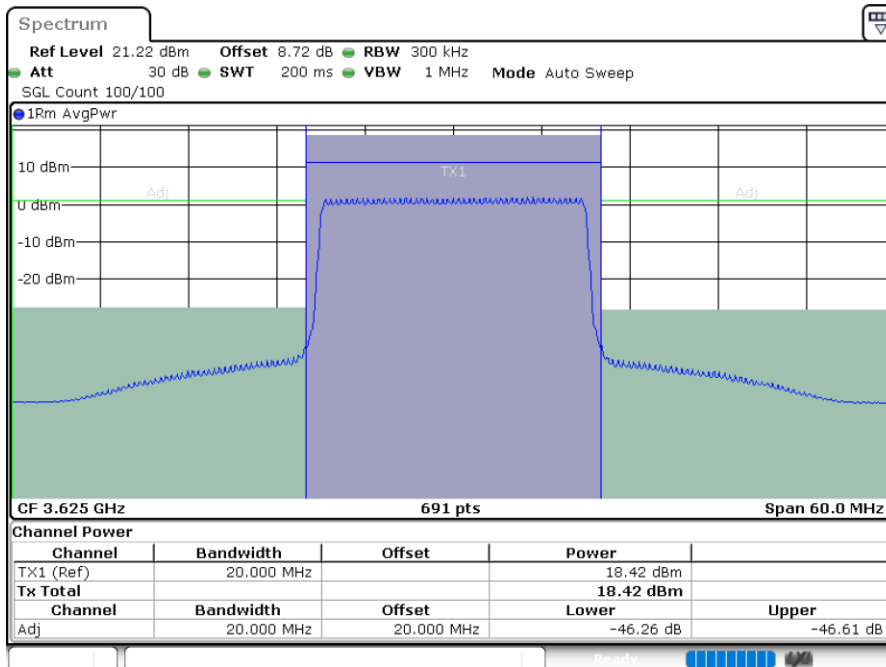 Spectrum
Ref Level 21.22 dBm Offset 8.72 dB RBW 300 kHz
Att 30 dB SWT 200 ms VBW 1 MHz Mode Auto Sweep
SGL Count 100/100
1Rm AvgPwr
10 dBm
TX1
Adj Adj
0 dBm
-10 dBm
-20 dBm
CF 3.625 GHz 691 pts Span 60.0 MHz
Channel Power
Channel Bandwidth Offset Power
TX1 (Ref) 20.000 MHz 18.42 dBm
Tx Total 18.42 dBm
Channel Bandwidth Offset Lower Upper
Adj 20.000 MHz 20.000 MHz -46.26 dB -46.61 dB
Ready